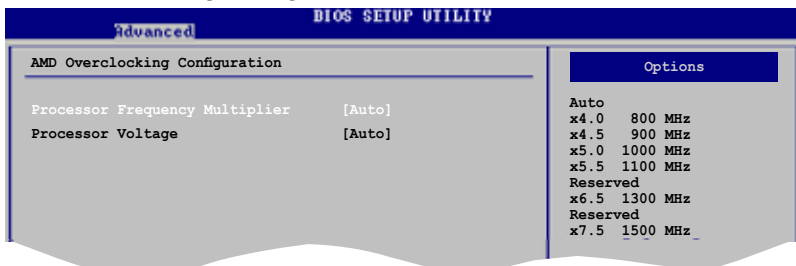 BIOS SETUP UTILITY
Advanced
AMD Overclocking Configuration
Processor Frequency Multiplier [Auto]
Processor Voltage [Auto]
Options
Auto
x4.0 800 MHz
x4.5 900 MHz
x5.0 1000 MHz
x5.5 1100 MHz
Reserved
x6.5 1300 MHz
Reserved
x7.5 1500 MHz